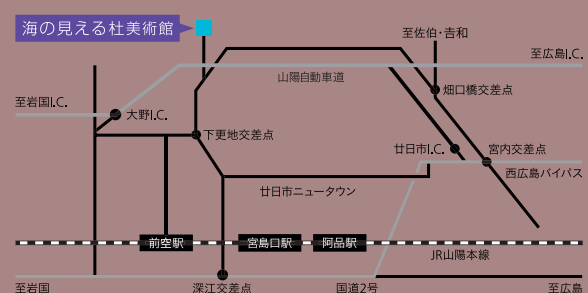 海の見える杜美術館
至佐伯・吉和
至広島I.C.
山陽自動車道
畑口橋交差点
至岩国I.C.
大野I.C.
下更地交差点
廿日市I.C.
宮内交差点
西広島バイパス
廿日市ニュータウン
前空駅
宮島口駅
阿品駅
JR山陽本線
至岩国
深江交差点
国道2号
至広島